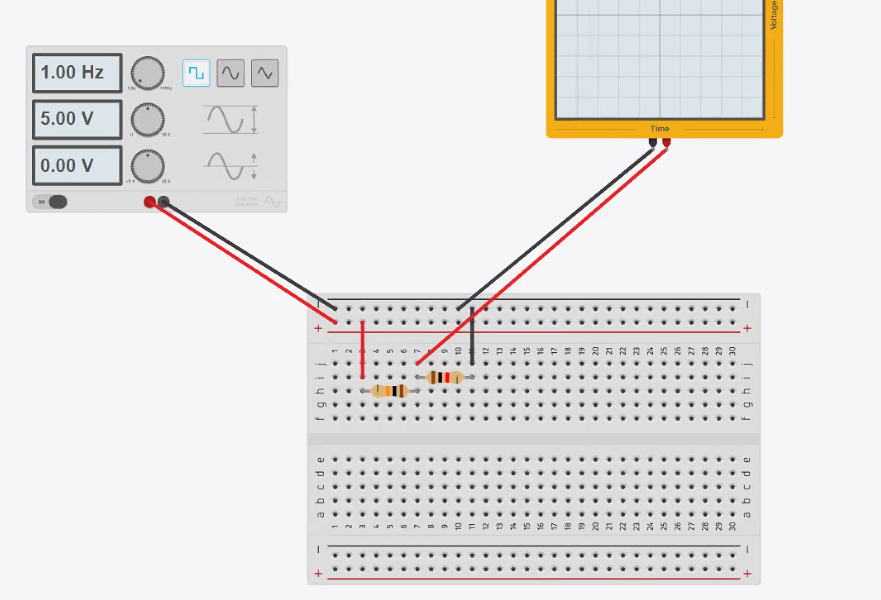 1.00 Hz
5.00 V
0.00 V
Voltage
Time
− −
+ +
1 2 3 4 5 6 7 8 9 10 11 12 13 14 15 16 17 18 19 20 21 22 23 24 25 26 27 28 29 30
j j
i i
h h
g g
f f
e e
d d
c c
b b
a a
1 2 3 4 5 6 7 8 9 10 11 12 13 14 15 16 17 18 19 20 21 22 23 24 25 26 27 28 29 30
− −
+ +